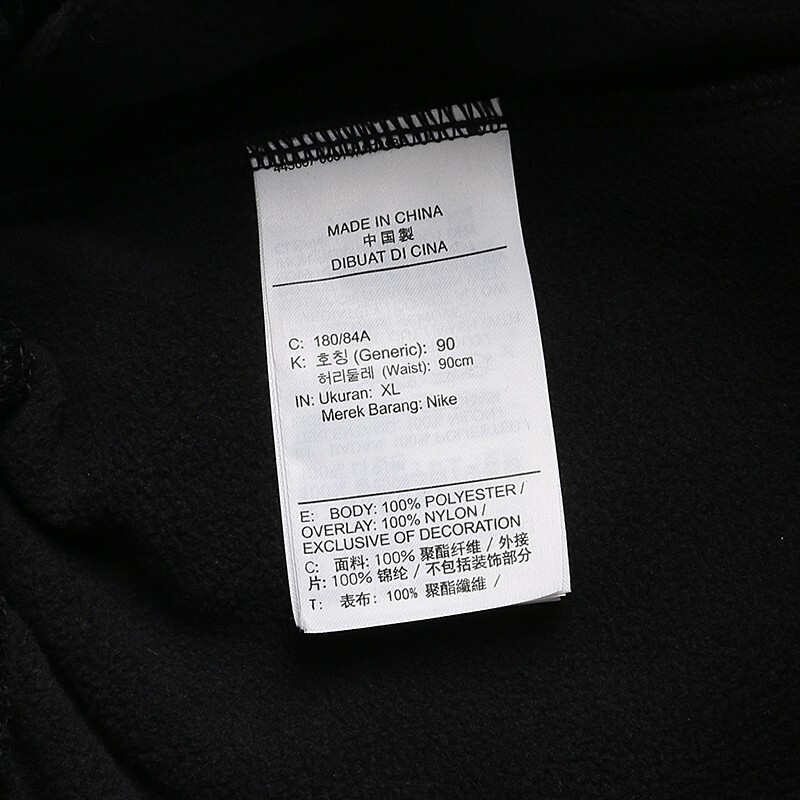 MADE IN CHINA
中国製
DIBUAT DI CINA
C: 180/84A
K: 호칭 (Generic): 90
허리둘레 (Waist): 90cm
IN: Ukuran: XL
Merek Barang: Nike
E: BODY: 100% POLYESTER /
OVERLAY: 100% NYLON /
EXCLUSIVE OF DECORATION
C: 面料: 100% 聚酯纤维 / 外接
片: 100% 锦纶 / 不包括装饰部分
T: 表布: 100% 聚酯纖維 /